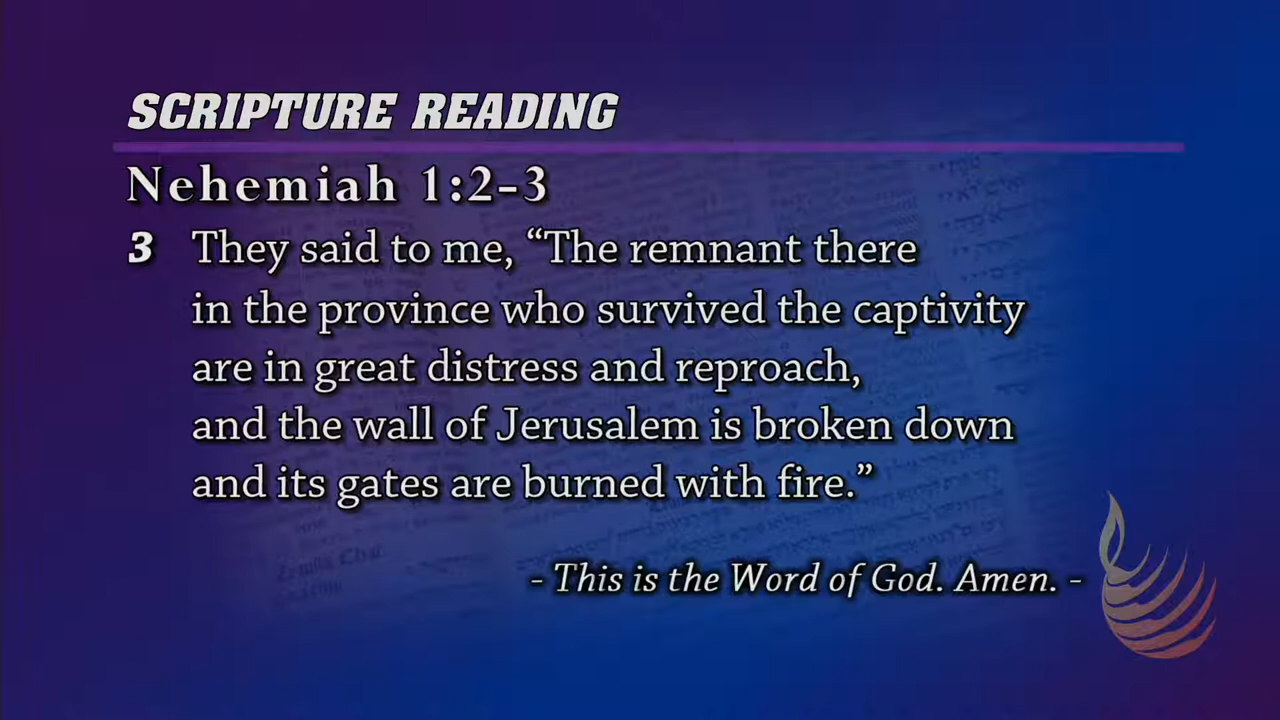 SCRIPTURE READING
Nehemiah 1:2-3
3 They said to me, “The remnant there
in the province who survived the captivity
are in great distress and reproach,
and the wall of Jerusalem is broken down
and its gates are burned with fire.”
- This is the Word of God. Amen. -